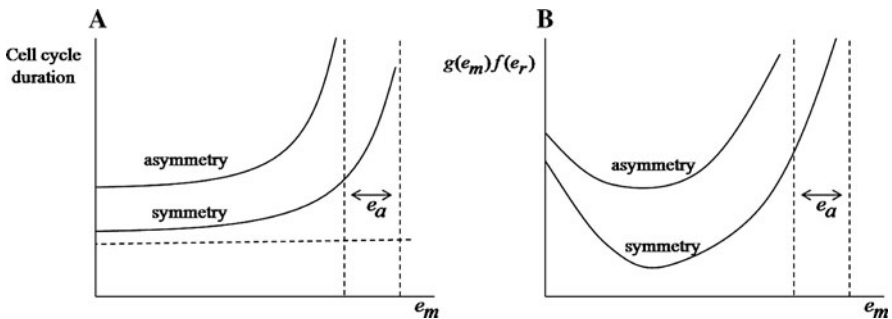 A
Cell cycle
duration
asymmetry
symmetry
e_a
e_m
B
g(e_m)f(e_r)
asymmetry
symmetry
e_a
e_m